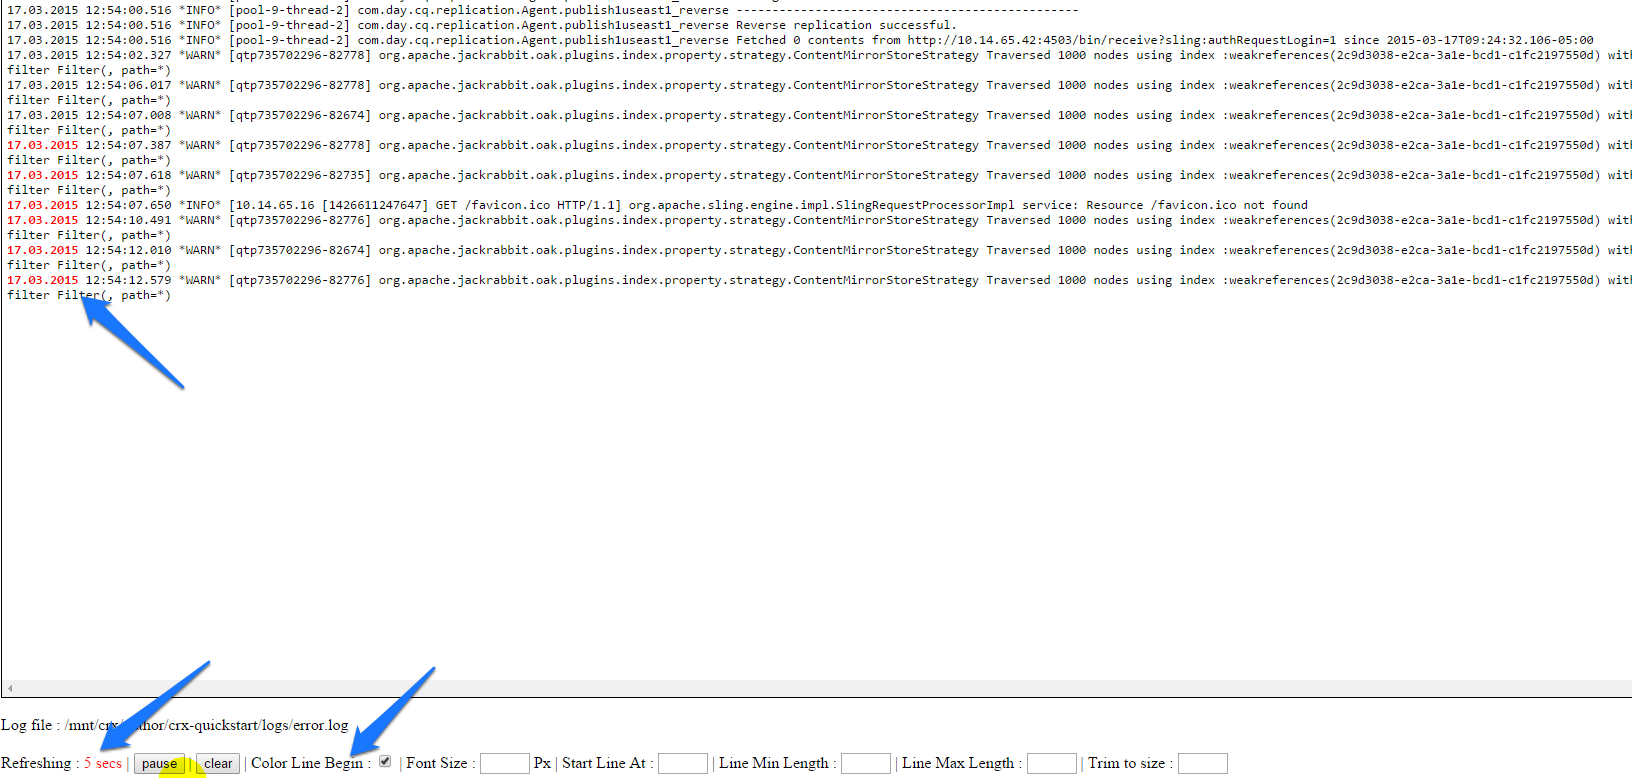 17.03.2015 12:54:00.516 *INFO* [pool-9-thread-2] com.day.cq.replication.Agent.publish1useast1_reverse ------------------------------------------------
17.03.2015 12:54:00.516 *INFO* [pool-9-thread-2] com.day.cq.replication.Agent.publish1useast1_reverse Reverse replication successful.
17.03.2015 12:54:00.516 *INFO* [pool-9-thread-2] com.day.cq.replication.Agent.publish1useast1_reverse Fetched 0 contents from http://10.14.65.42:4503/bin/receive?sling:authRequestLogin=1 since 2015-03-17T09:24:32.106-05:00
17.03.2015 12:54:02.327 *WARN* [qtp735702296-82778] org.apache.jackrabbit.oak.plugins.index.property.strategy.ContentMirrorStoreStrategy Traversed 1000 nodes using index :weakreferences(2c9d3038-e2ca-3a1e-bcd1-c1fc2197550d) with
filter Filter(, path=*)
17.03.2015 12:54:06.017 *WARN* [qtp735702296-82778] org.apache.jackrabbit.oak.plugins.index.property.strategy.ContentMirrorStoreStrategy Traversed 1000 nodes using index :weakreferences(2c9d3038-e2ca-3a1e-bcd1-c1fc2197550d) with
filter Filter(, path=*)
17.03.2015 12:54:07.008 *WARN* [qtp735702296-82674] org.apache.jackrabbit.oak.plugins.index.property.strategy.ContentMirrorStoreStrategy Traversed 1000 nodes using index :weakreferences(2c9d3038-e2ca-3a1e-bcd1-c1fc2197550d) with
filter Filter(, path=*)
17.03.2015 12:54:07.387 *WARN* [qtp735702296-82778] org.apache.jackrabbit.oak.plugins.index.property.strategy.ContentMirrorStoreStrategy Traversed 1000 nodes using index :weakreferences(2c9d3038-e2ca-3a1e-bcd1-c1fc2197550d) with
filter Filter(, path=*)
17.03.2015 12:54:07.618 *WARN* [qtp735702296-82735] org.apache.jackrabbit.oak.plugins.index.property.strategy.ContentMirrorStoreStrategy Traversed 1000 nodes using index :weakreferences(2c9d3038-e2ca-3a1e-bcd1-c1fc2197550d) with
filter Filter(, path=*)
17.03.2015 12:54:07.650 *INFO* [10.14.65.16 [1426611247647] GET /favicon.ico HTTP/1.1] org.apache.sling.engine.impl.SlingRequestProcessorImpl service: Resource /favicon.ico not found
17.03.2015 12:54:10.491 *WARN* [qtp735702296-82776] org.apache.jackrabbit.oak.plugins.index.property.strategy.ContentMirrorStoreStrategy Traversed 1000 nodes using index :weakreferences(2c9d3038-e2ca-3a1e-bcd1-c1fc2197550d) with
filter Filter(, path=*)
17.03.2015 12:54:12.010 *WARN* [qtp735702296-82674] org.apache.jackrabbit.oak.plugins.index.property.strategy.ContentMirrorStoreStrategy Traversed 1000 nodes using index :weakreferences(2c9d3038-e2ca-3a1e-bcd1-c1fc2197550d) with
filter Filter(, path=*)
17.03.2015 12:54:12.579 *WARN* [qtp735702296-82776] org.apache.jackrabbit.oak.plugins.index.property.strategy.ContentMirrorStoreStrategy Traversed 1000 nodes using index :weakreferences(2c9d3038-e2ca-3a1e-bcd1-c1fc2197550d) with
filter Filter(, path=*)
Log file : /mnt/crx/author/crx-quickstart/logs/error.log
Refreshing : 5 secs | pause | clear | Color Line Begin : | Font Size : Px | Start Line At : | Line Min Length : | Line Max Length : | Trim to size :